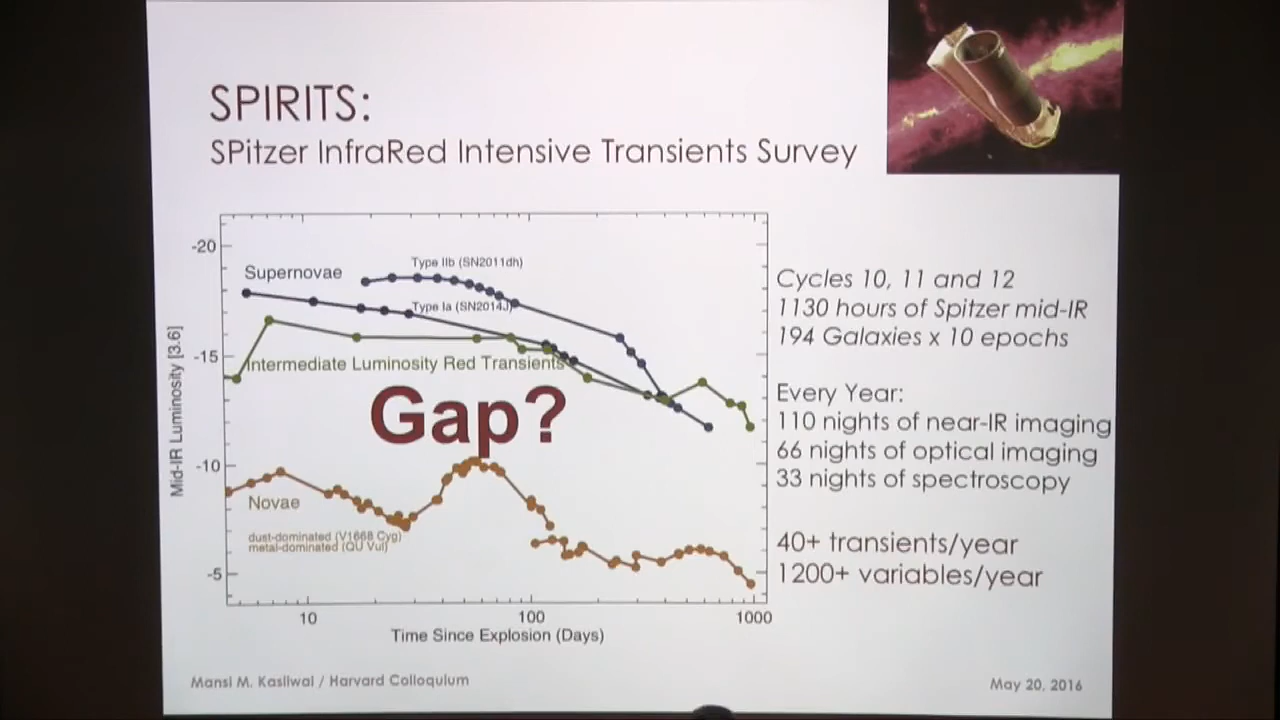 SPIRITS:
SPitzer InfraRed Intensive Transients Survey
-20
-15
-10
-5
Mid-IR Luminosity [3.6]
Supernovae
Type IIb (SN2011dh)
Type Ia (SN2014J)
Intermediate Luminosity Red Transients
Gap?
Novae
dust-dominated (V1668 Cyg)
metal-dominated (QU Vul)
10
100
1000
Time Since Explosion (Days)
Cycles 10, 11 and 12
1130 hours of Spitzer mid-IR
194 Galaxies x 10 epochs
Every Year:
110 nights of near-IR imaging
66 nights of optical imaging
33 nights of spectroscopy
40+ transients/year
1200+ variables/year
Mansi M. Kasliwal / Harvard Colloquium
May 20, 2016